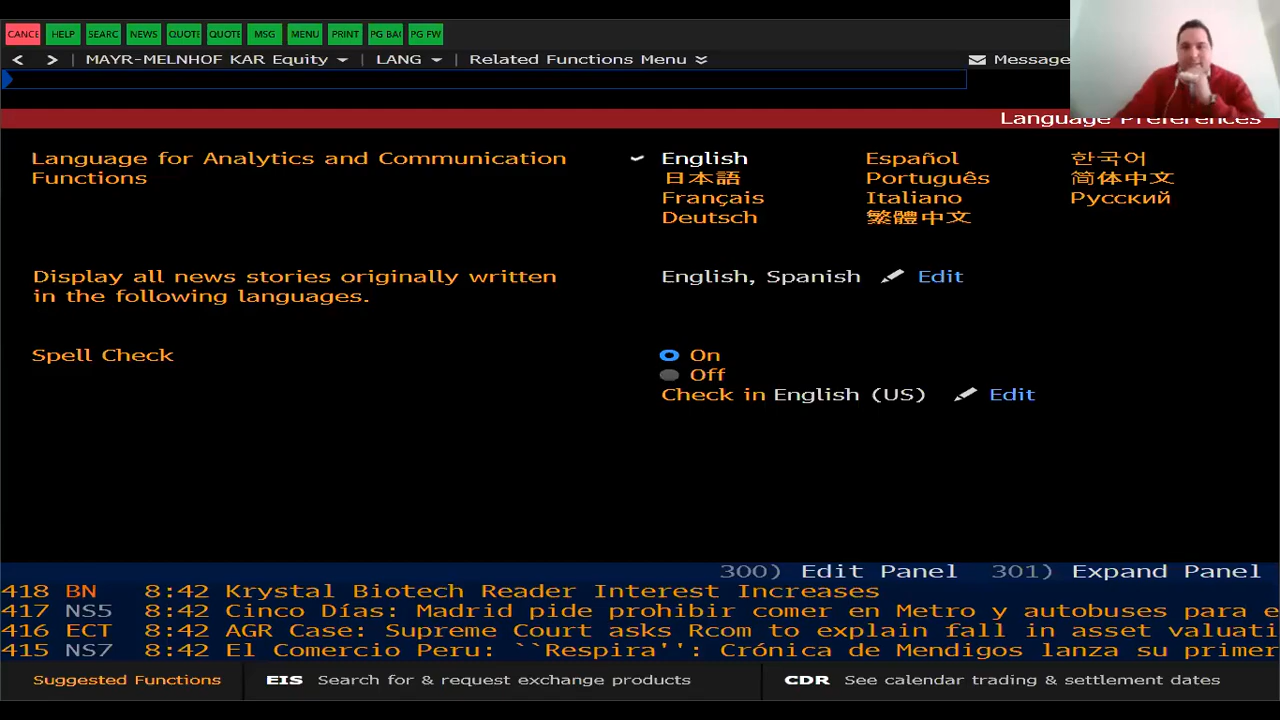 CANCE HELP SEARC NEWS QUOTE QUOTE MSG MENU PRINT PG BAC PG FW
< > MAYR-MELNHOF KAR Equity LANG Related Functions Menu Message
Language Preferences
Language for Analytics and Communication
Functions
English Español 한국어
日本語 Português 简体中文
Français Italiano Русский
Deutsch 繁體中文
Display all news stories originally written
in the following languages.
English, Spanish Edit
Spell Check
On
Off
Check in English (US) Edit
300) Edit Panel 301) Expand Panel
418 BN 8:42 Krystal Biotech Reader Interest Increases
417 NS5 8:42 Cinco Días: Madrid pide prohibir comer en Metro y autobuses para e
416 ECT 8:42 AGR Case: Supreme Court asks Rcom to explain fall in asset valuati
415 NS7 8:42 El Comercio Peru: ``Respira'': Crónica de Mendigos lanza su primer
Suggested Functions EIS Search for & request exchange products CDR See calendar trading & settlement dates